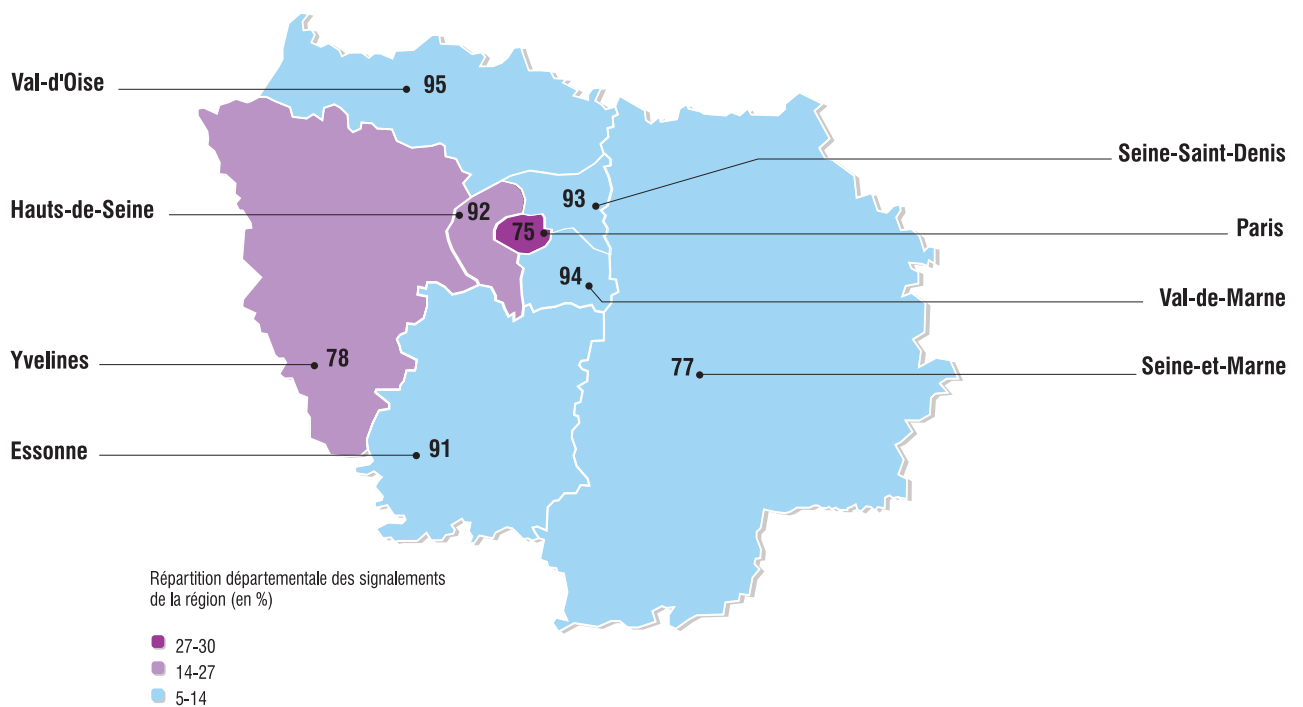 Val-d'Oise
95
Seine-Saint-Denis
93
Hauts-de-Seine
92
75
Paris
94
Val-de-Marne
Yvelines
78
77
Seine-et-Marne
Essonne
91
Répartition départementale des signalements
de la région (en %)
27-30
14-27
5-14